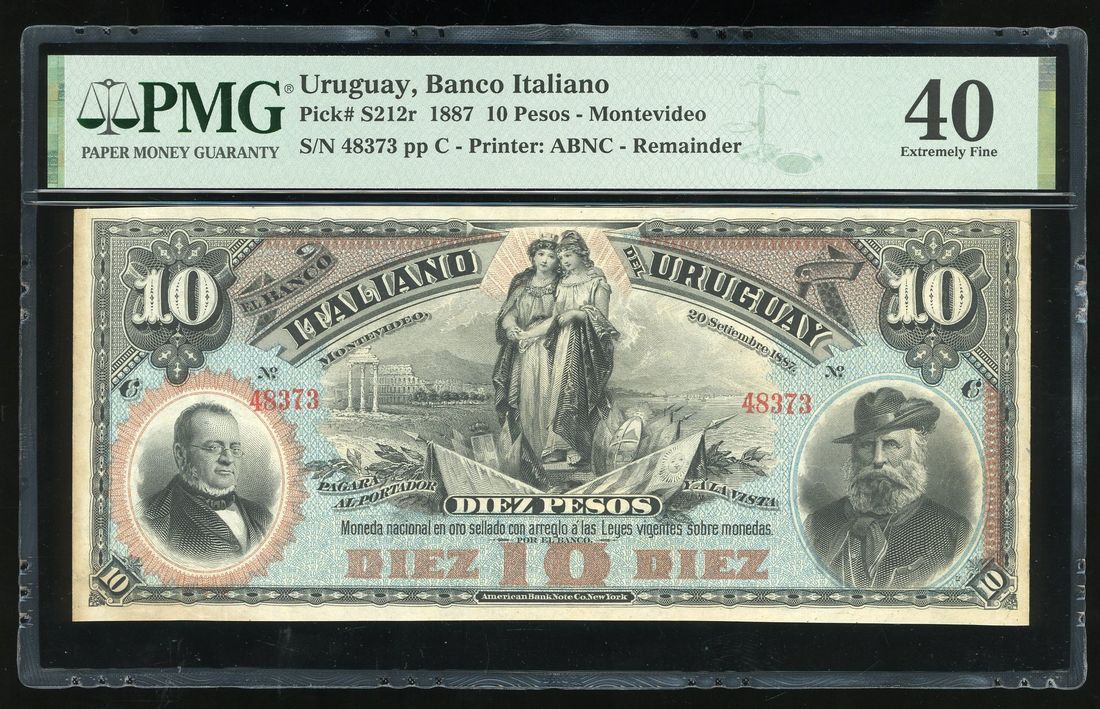 PMG®
PAPER MONEY GUARANTY
Uruguay, Banco Italiano
Pick# S212r 1887 10 Pesos - Montevideo
S/N 48373 pp C - Printer: ABNC - Remainder
40
Extremely Fine
10
EL BANCO
ITALIANO
DEL
URUGUAY
10
MONTEVIDEO,
20 Setiembre 1887.
C
Nº
48373
Nº
C
48373
PAGARÁ
AL PORTADOR
Y A LA VISTA
DIEZ PESOS
Moneda nacional en oro sellado con arreglo á las Leyes vigentes sobre monedas.
POR EL BANCO.
DIEZ 10 DIEZ
10
10
American Bank Note Co. New York